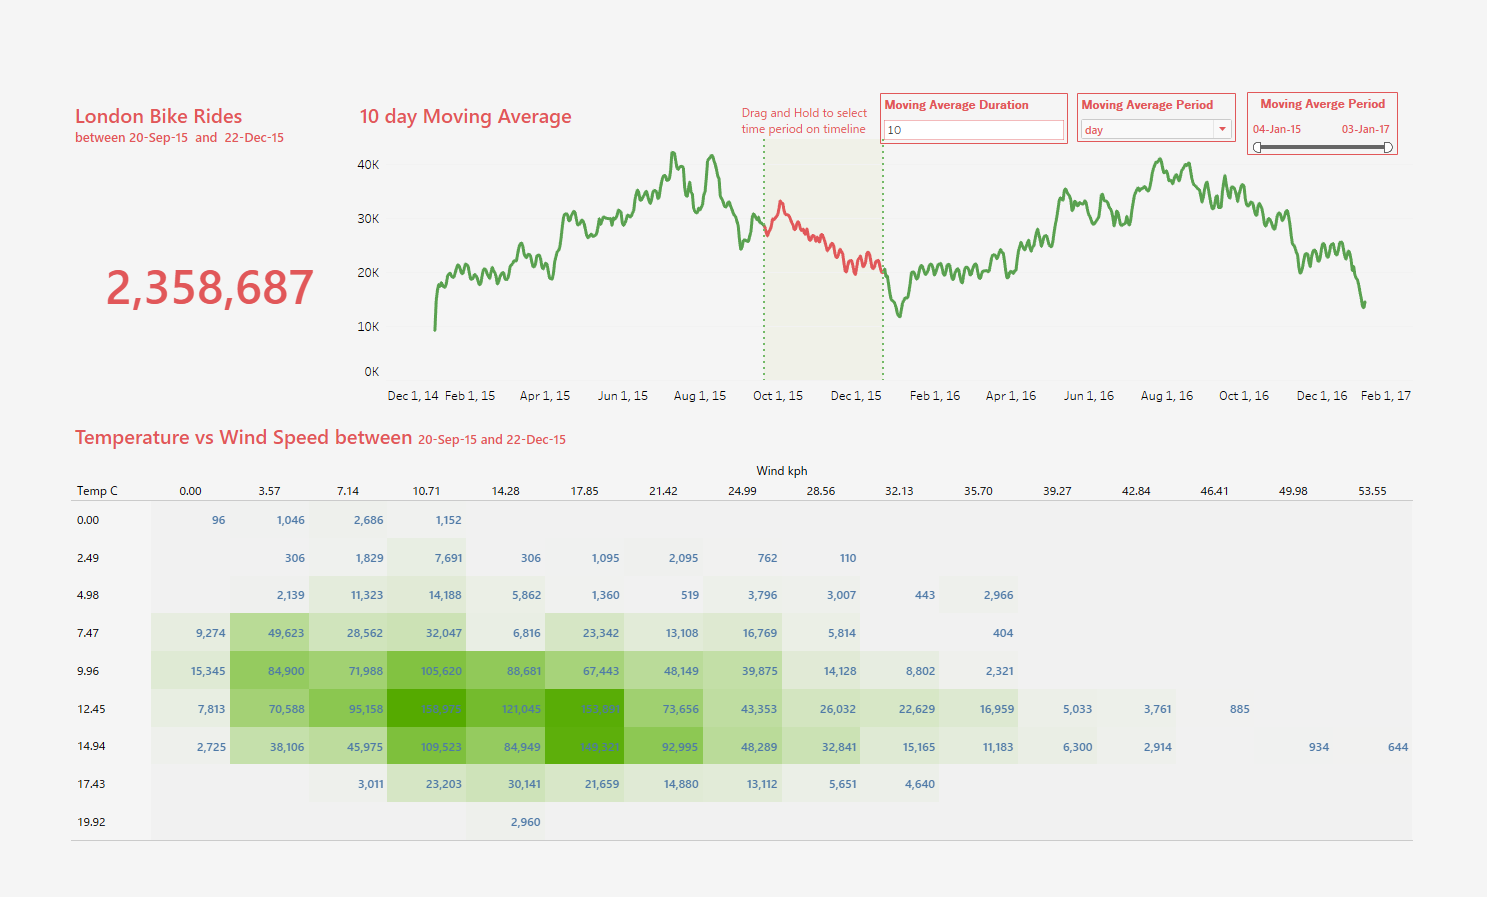 London Bike Rides
between 20-Sep-15 and 22-Dec-15
2,358,687
10 day Moving Average
Drag and Hold to select
time period on timeline
Moving Average Duration
10
Moving Average Period
day
Moving Averge Period
04-Jan-15 03-Jan-17
40K
30K
20K
10K
0K
Dec 1, 14 Feb 1, 15 Apr 1, 15 Jun 1, 15 Aug 1, 15 Oct 1, 15 Dec 1, 15 Feb 1, 16 Apr 1, 16 Jun 1, 16 Aug 1, 16 Oct 1, 16 Dec 1, 16 Feb 1, 17
Temperature vs Wind Speed between 20-Sep-15 and 22-Dec-15
Wind kph
Temp C 0.00 3.57 7.14 10.71 14.28 17.85 21.42 24.99 28.56 32.13 35.70 39.27 42.84 46.41 49.98 53.55
0.00 96 1,046 2,686 1,152
2.49 306 1,829 7,691 306 1,095 2,095 762 110
4.98 2,139 11,323 14,188 5,862 1,360 519 3,796 3,007 443 2,966
7.47 9,274 49,623 28,562 32,047 6,816 23,342 13,108 16,769 5,814 404
9.96 15,345 84,900 71,988 105,620 88,681 67,443 48,149 39,875 14,128 8,802 2,321
12.45 7,813 70,588 95,158 121,045 73,656 43,353 26,032 22,629 16,959 5,033 3,761 885
14.94 2,725 38,106 45,975 109,523 84,949 149,321 92,995 48,289 32,841 15,165 11,183 6,300 2,914 934 644
17.43 3,011 23,203 30,141 21,659 14,880 13,112 5,651 4,640
19.92 2,960